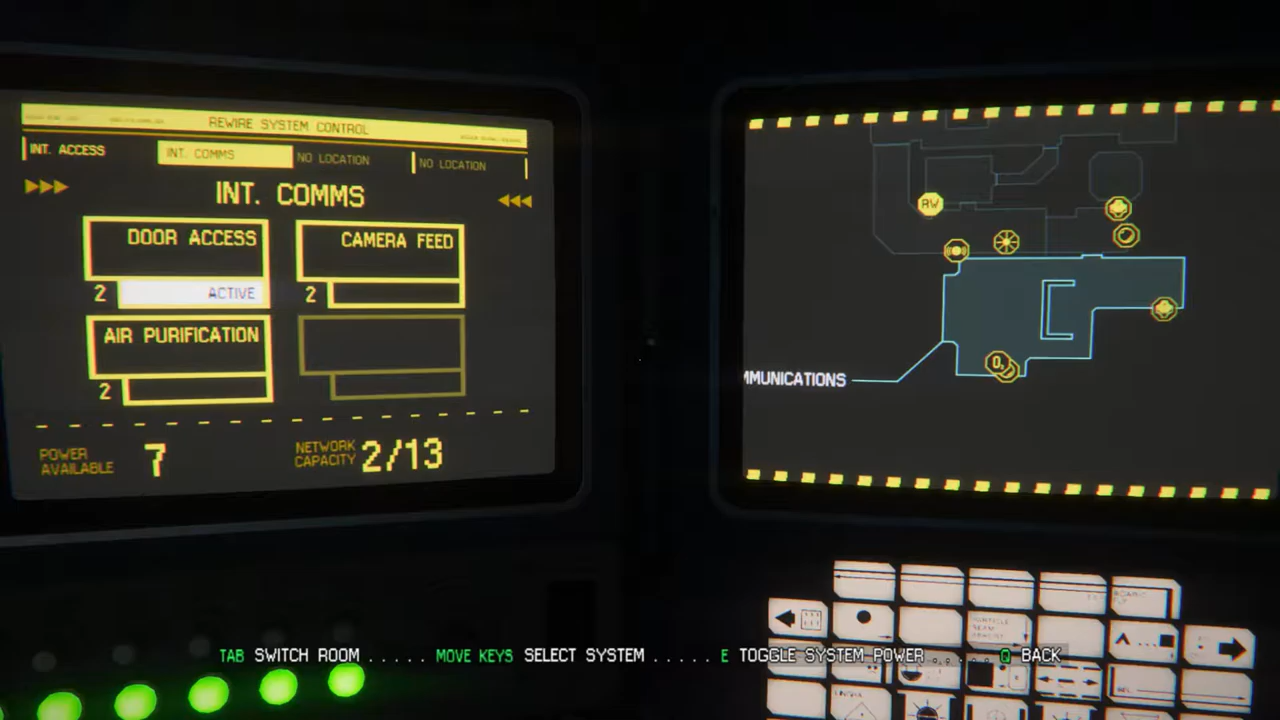 REWIRE SYSTEM CONTROL
INT. ACCESS
INT. COMMS
NO LOCATION
NO LOCATION
INT. COMMS
DOOR ACCESS
CAMERA FEED
2
ACTIVE
2
AIR PURIFICATION
2
POWER AVAILABLE 7
NETWORK CAPACITY 2/13
RW
O₂
MMUNICATIONS
TAB SWITCH ROOM ..... MOVE KEYS SELECT SYSTEM ..... E TOGGLE SYSTEM POWER ..... Q BACK